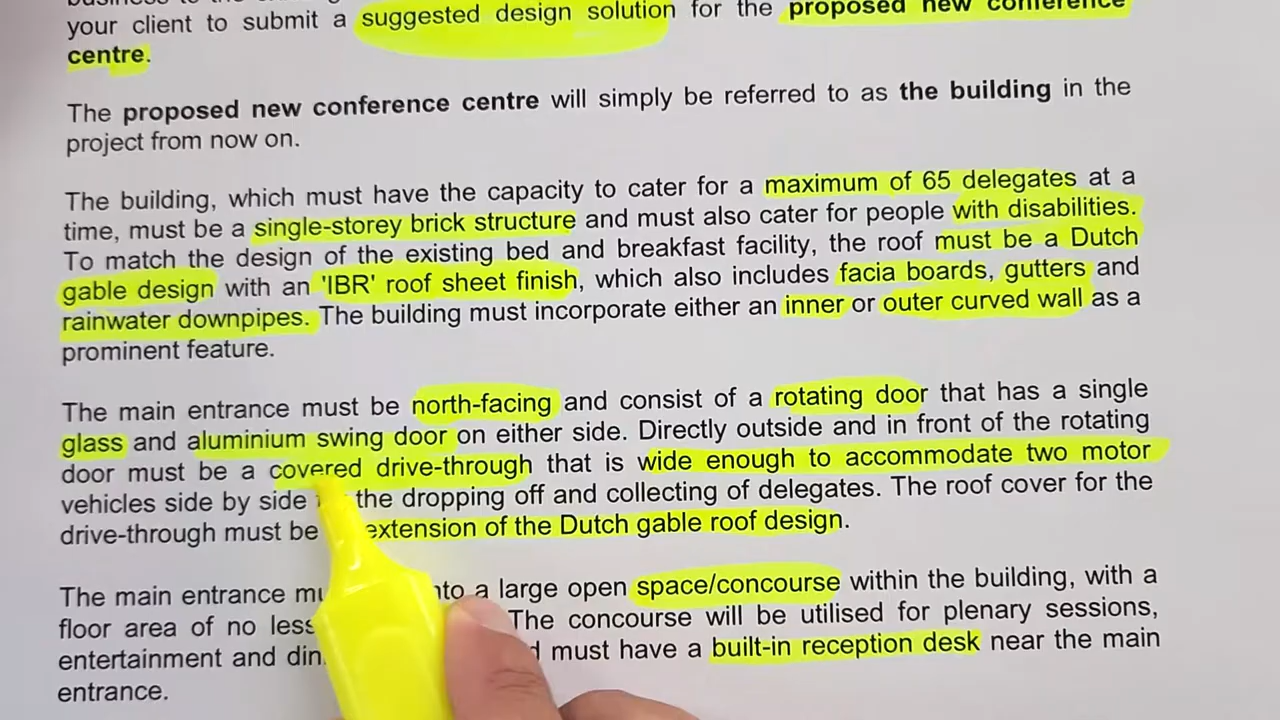 your client to submit a suggested design solution for the proposed new conference
centre.
The proposed new conference centre will simply be referred to as the building in the
project from now on.
The building, which must have the capacity to cater for a maximum of 65 delegates at a
time, must be a single-storey brick structure and must also cater for people with disabilities.
To match the design of the existing bed and breakfast facility, the roof must be a Dutch
gable design with an 'IBR' roof sheet finish, which also includes facia boards, gutters and
rainwater downpipes. The building must incorporate either an inner or outer curved wall as a
prominent feature.
The main entrance must be north-facing and consist of a rotating door that has a single
glass and aluminium swing door on either side. Directly outside and in front of the rotating
door must be a covered drive-through that is wide enough to accommodate two motor
vehicles side by side the dropping off and collecting of delegates. The roof cover for the
drive-through must be extension of the Dutch gable roof design.
The main entrance a large open space/concourse within the building, with a
floor area of no less The concourse will be utilised for plenary sessions,
entertainment and must have a built-in reception desk near the main
entrance.